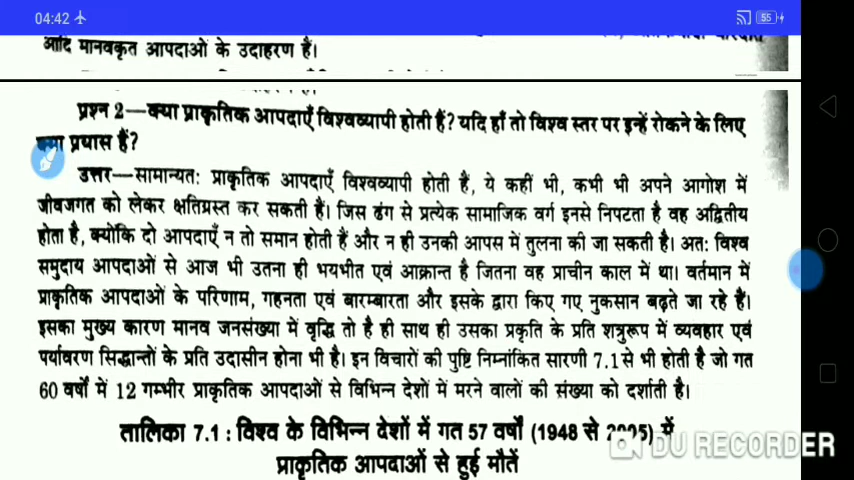 04:42
55
आदि मानवकृत आपदाओं के उदाहरण हैं।
प्रश्न 2—क्या प्राकृतिक आपदाएँ विश्वव्यापी होती हैं? यदि हाँ तो विश्व स्तर पर इन्हें रोकने के लिए
क्या प्रयास हैं?
उत्तर—सामान्यतः प्राकृतिक आपदाएँ विश्वव्यापी होती हैं, ये कहीं भी, कभी भी अपने आगोश में
जीवजगत को लेकर क्षतिग्रस्त कर सकती हैं। जिस ढंग से प्रत्येक सामाजिक वर्ग इनसे निपटता है वह अद्वितीय
होता है, क्योंकि दो आपदाएँ न तो समान होती हैं और न ही उनकी आपस में तुलना की जा सकती है। अतः विश्व
समुदाय आपदाओं से आज भी उतना ही भयभीत एवं आक्रान्त है जितना वह प्राचीन काल में था। वर्तमान में
प्राकृतिक आपदाओं के परिणाम, गहनता एवं बारम्बारता और इसके द्वारा किए गए नुकसान बढ़ते जा रहे हैं।
इसका मुख्य कारण मानव जनसंख्या में वृद्धि तो है ही साथ ही उसका प्रकृति के प्रति शत्रुरूप में व्यवहार एवं
पर्यावरण सिद्धान्तों के प्रति उदासीन होना भी है। इन विचारों की पुष्टि निम्नांकित सारणी 7.1 से भी होती है जो गत
60 वर्षों में 12 गम्भीर प्राकृतिक आपदाओं से विभिन्न देशों में मरने वालों की संख्या को दर्शाती है।
तालिका 7.1 : विश्व के विभिन्न देशों में गत 57 वर्षों (1948 से 2005) में
प्राकृतिक आपदाओं से हुई मौतें
DU RECORDER